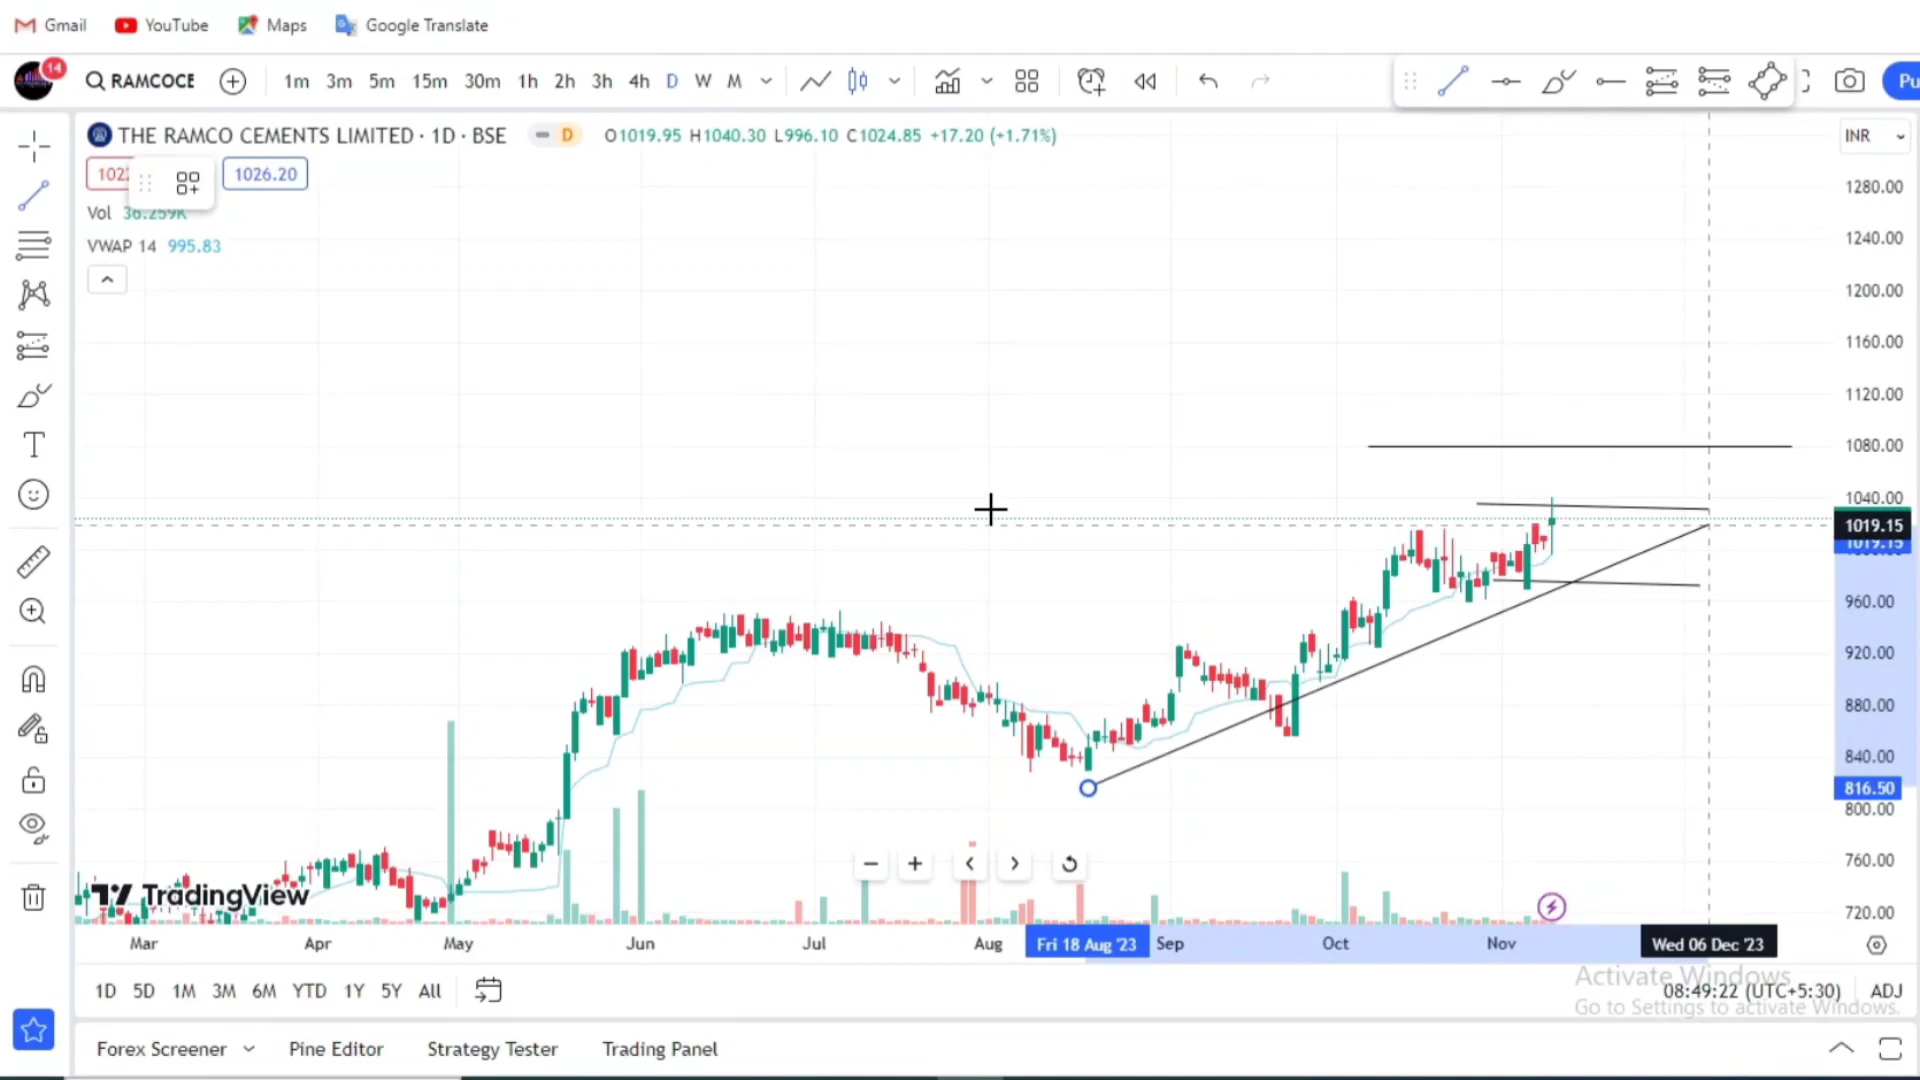 Gmail YouTube Maps Google Translate
14 RAMCOCE 1m 3m 5m 15m 30m 1h 2h 3h 4h D W M Pu
THE RAMCO CEMENTS LIMITED · 1D · BSE D O1019.95 H1040.30 L996.10 C1024.85 +17.20 (+1.71%) INR
1026.20
Vol 36.259K
VWAP 14 995.83
1280.00
1240.00
1200.00
1160.00
1120.00
1080.00
1040.00
1019.15
1019.15
960.00
920.00
880.00
840.00
816.50
800.00
760.00
720.00
TradingView
Mar Apr May Jun Jul Aug Fri 18 Aug '23 Sep Oct Nov Wed 06 Dec '23
Activate Windows
1D 5D 1M 3M 6M YTD 1Y 5Y All 08:49:22 (UTC+5:30) ADJ
Go to Settings to activate Windows.
Forex Screener Pine Editor Strategy Tester Trading Panel